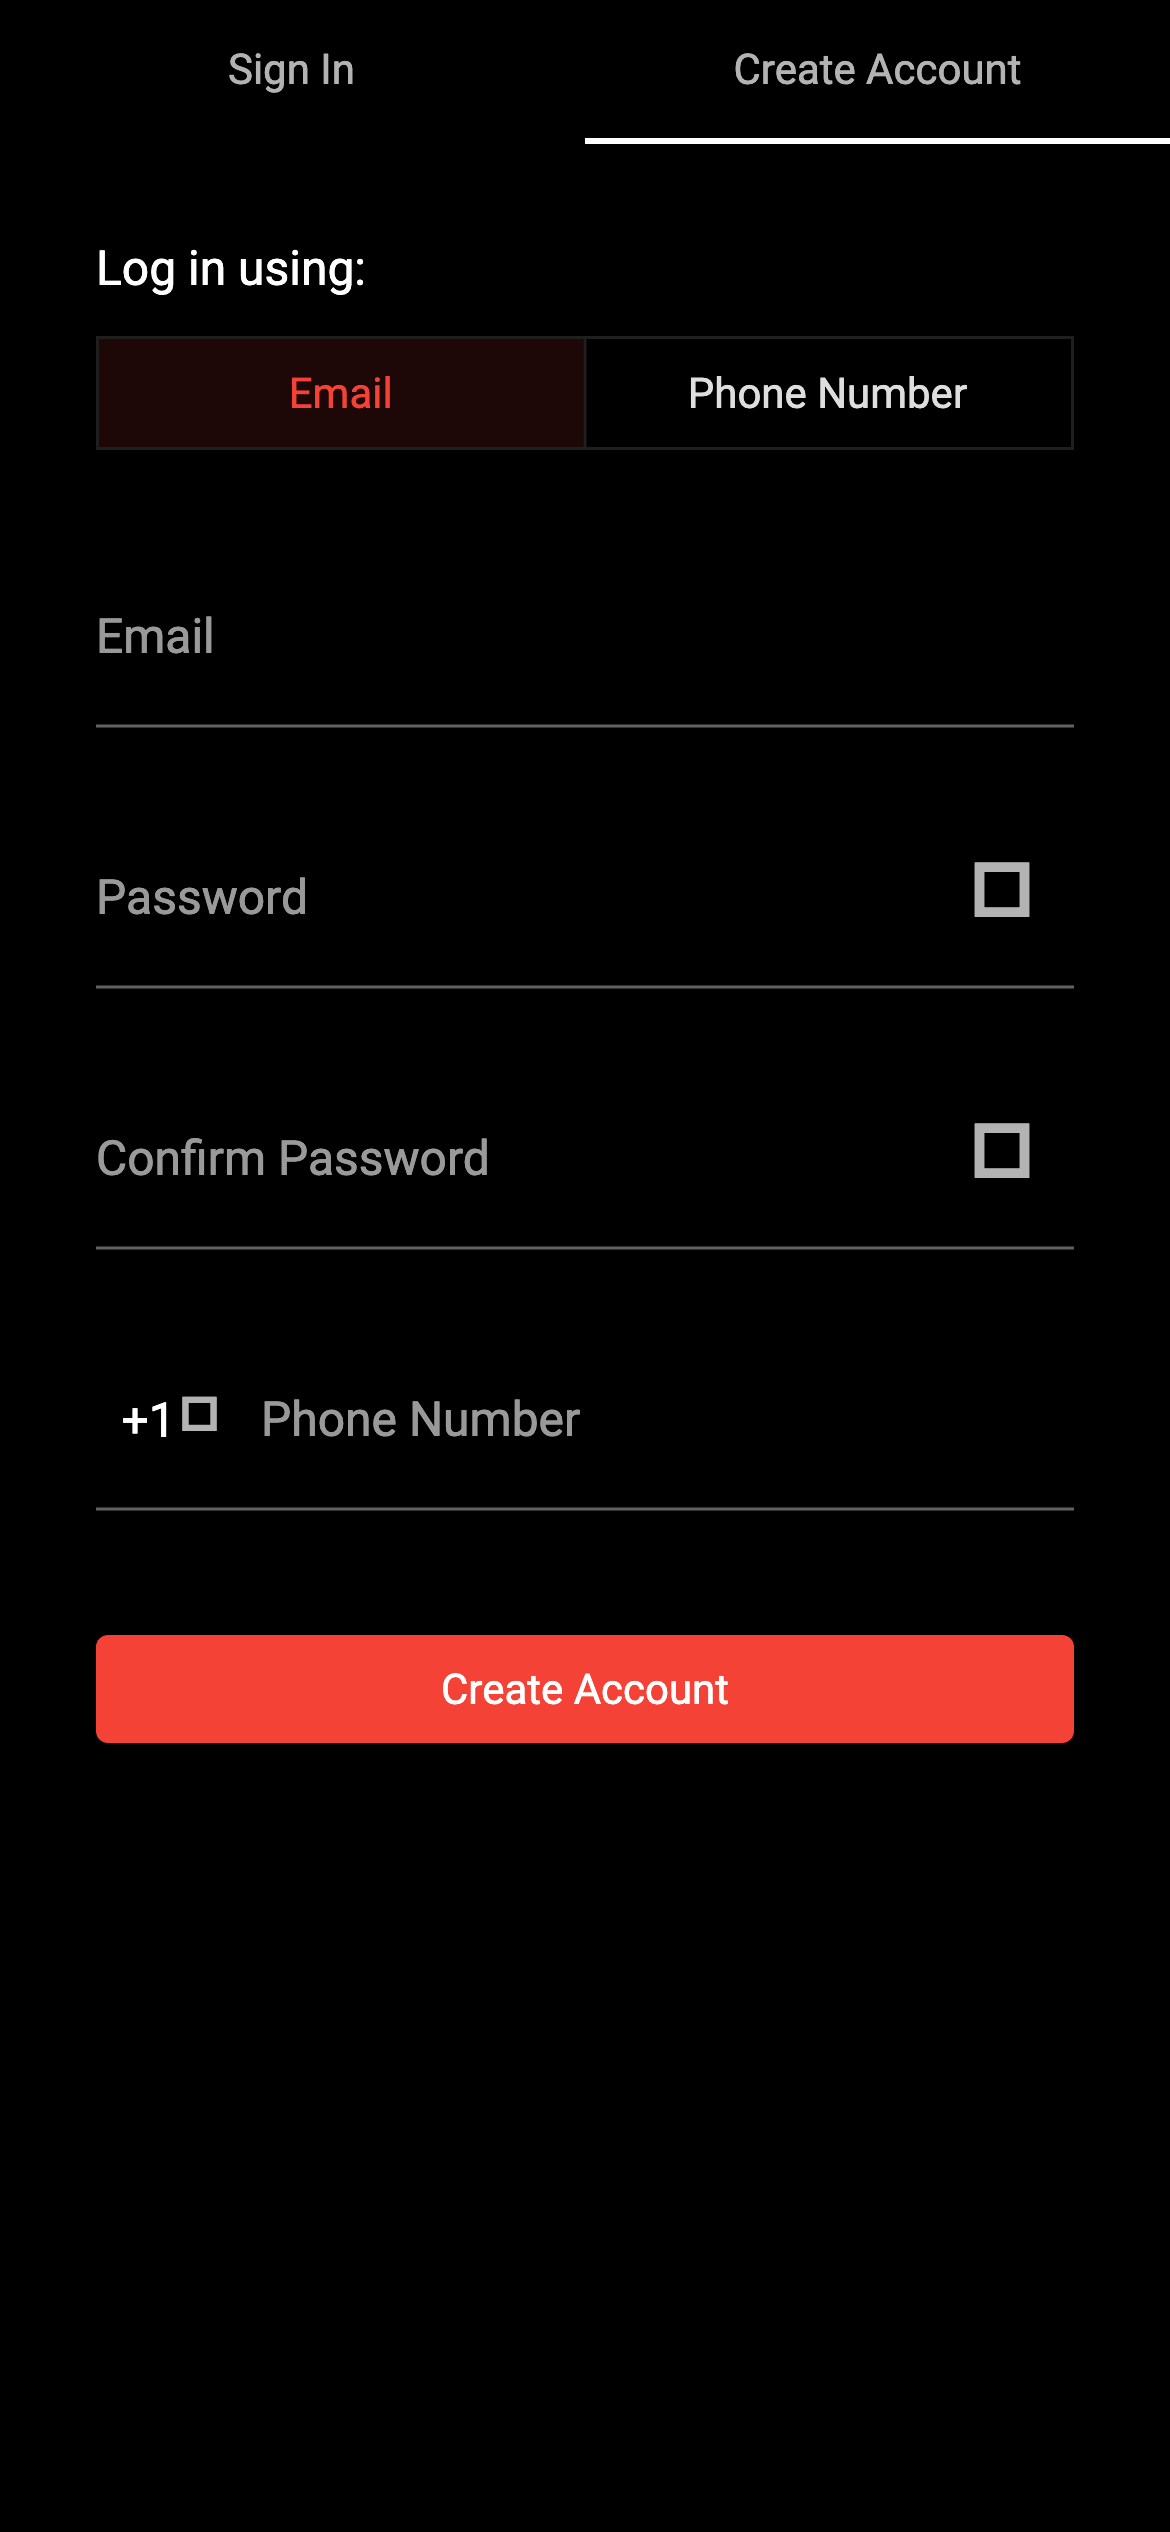 Sign In Create Account
Log in using:
Email Phone Number
Email
Password
Confirm Password
+1 Phone Number
Create Account